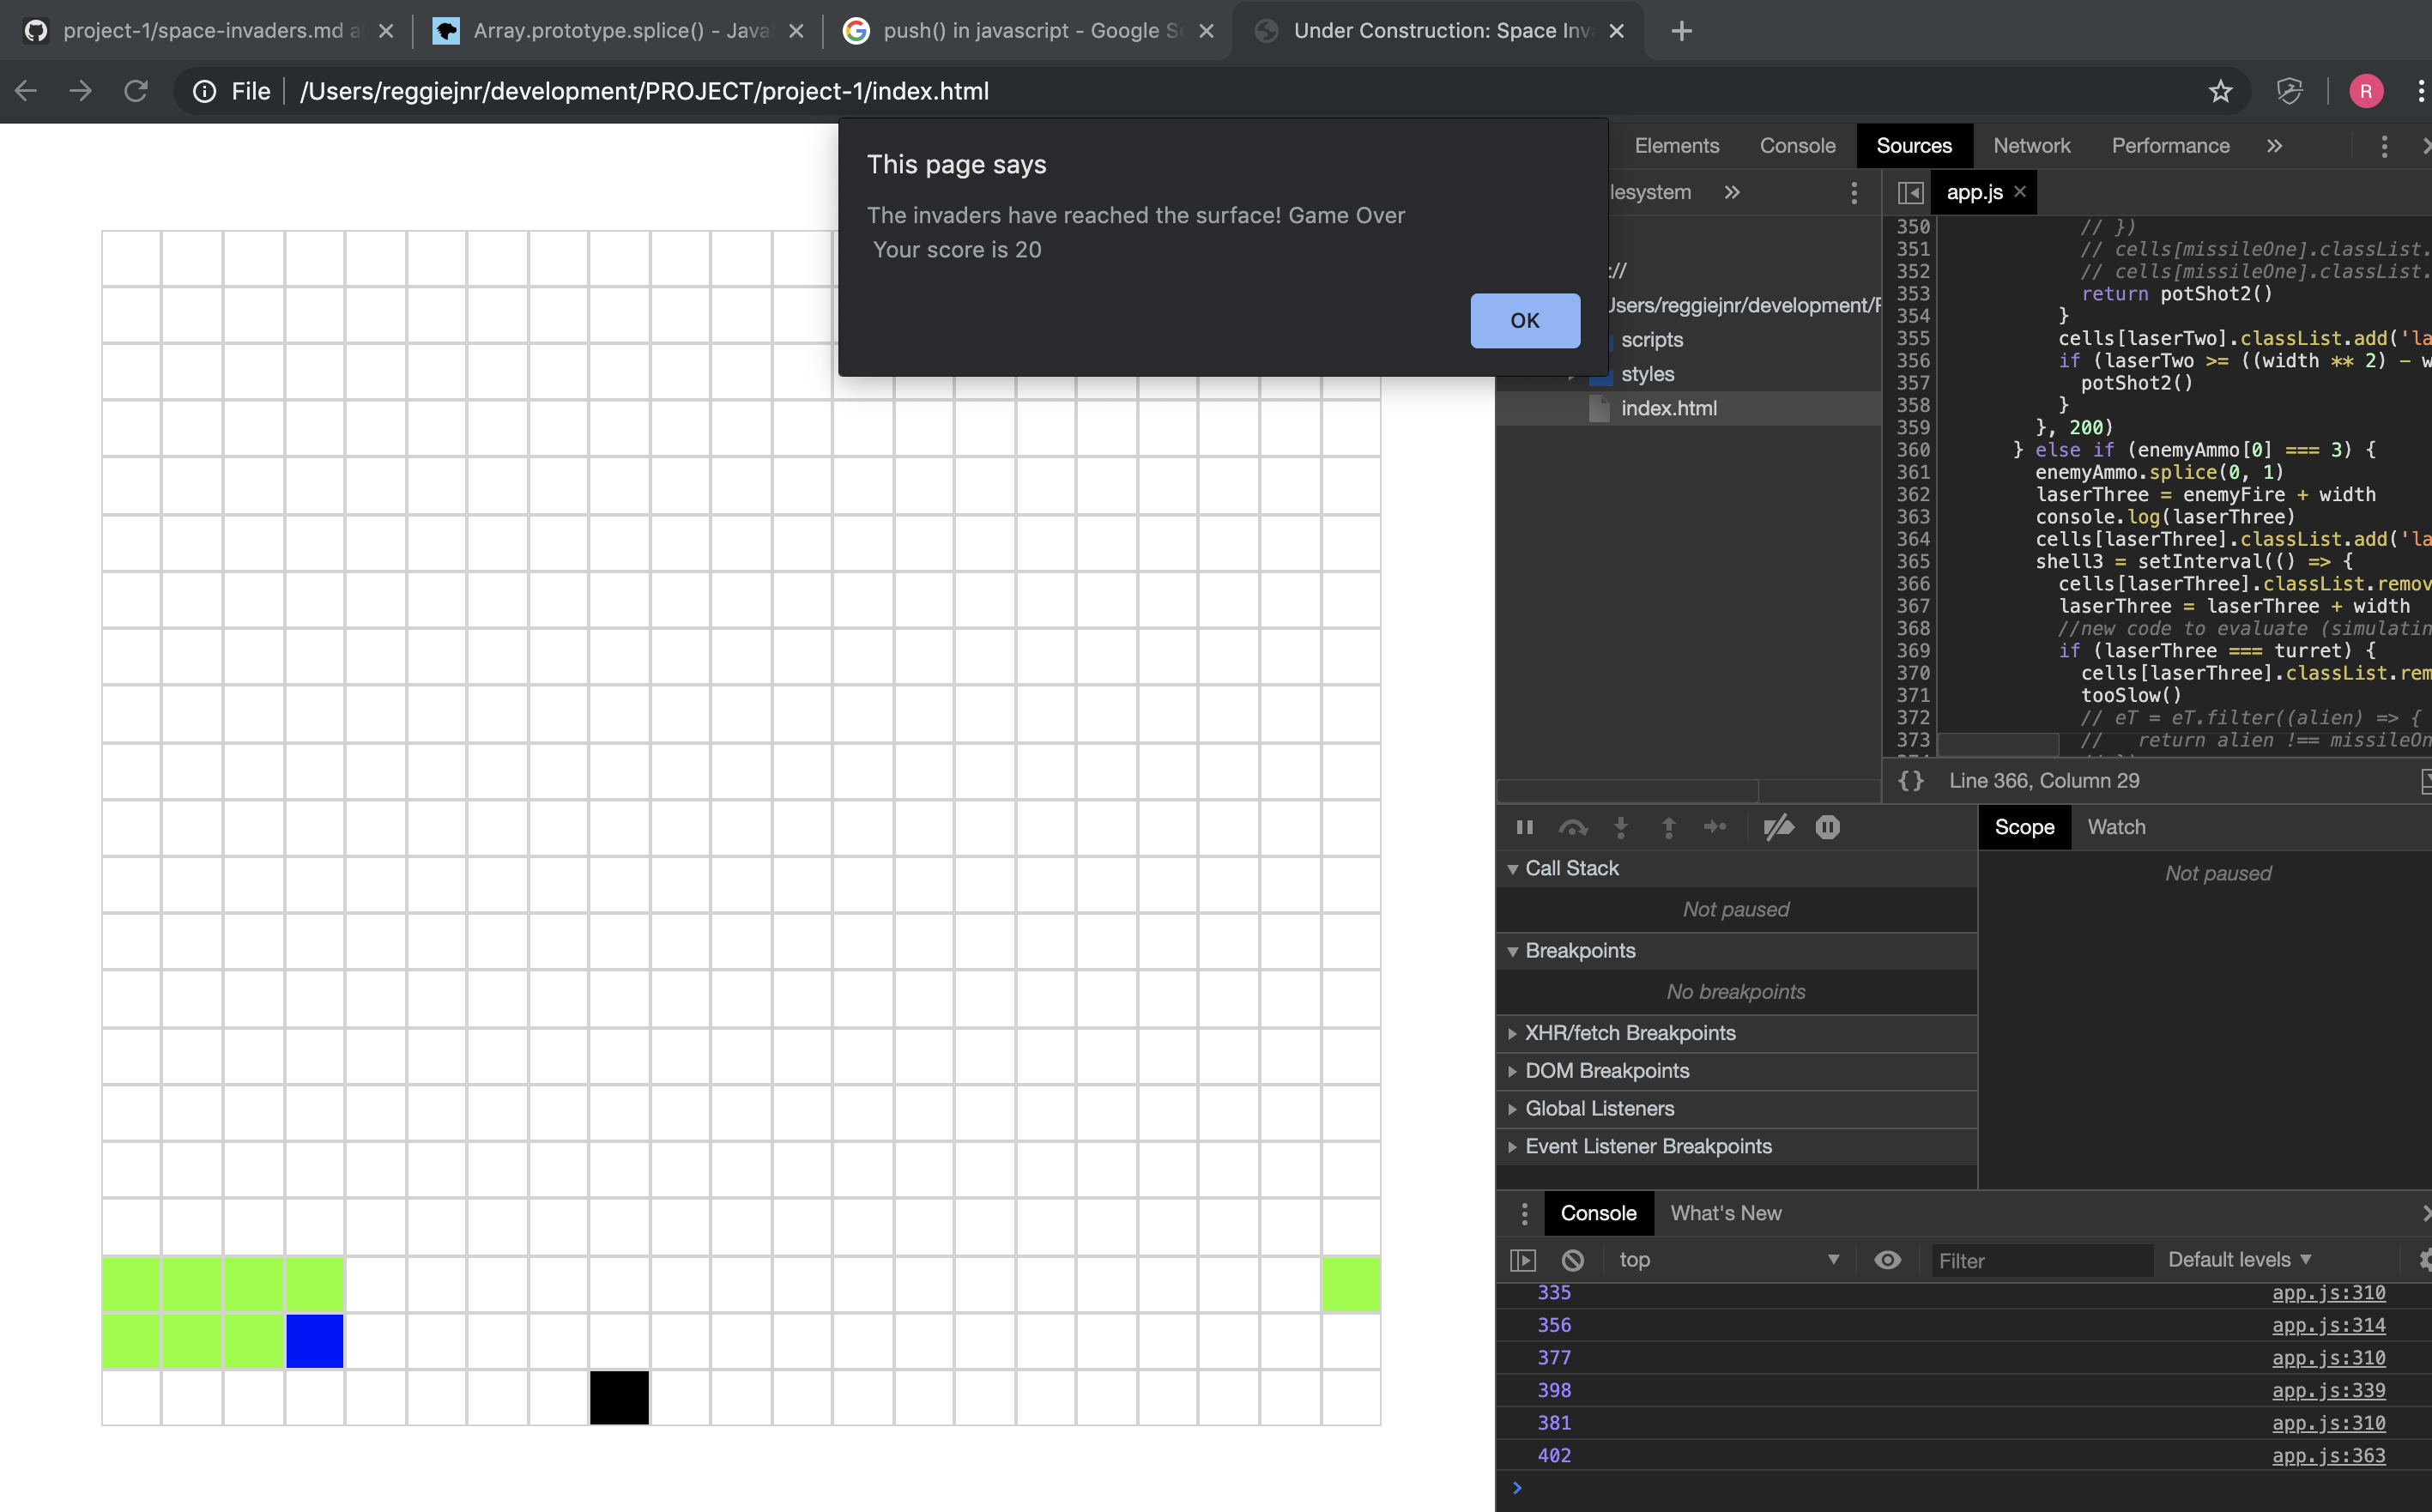 project-1/space-invaders.md a
Array.prototype.splice() - Java
push() in javascript - Google Se
Under Construction: Space Inva
File
/Users/reggiejnr/development/PROJECT/project-1/index.html
R
This page says
The invaders have reached the surface! Game Over
Your score is 20
OK
Elements
Console
Sources
Network
Performance
lesystem
app.js
://
Users/reggiejnr/development/P
scripts
styles
index.html
350 // })
351 // cells[missileOne].classList.
352 // cells[missileOne].classList.
353 return potShot2()
354 }
355 cells[laserTwo].classList.add('la
356 if (laserTwo >= ((width ** 2) - w
357 potShot2()
358 }
359 }, 200)
360 } else if (enemyAmmo[0] === 3) {
361 enemyAmmo.splice(0, 1)
362 laserThree = enemyFire + width
363 console.log(laserThree)
364 cells[laserThree].classList.add('la
365 shell3 = setInterval(() => {
366 cells[laserThree].classList.remov
367 laserThree = laserThree + width
368 //new code to evaluate (simulatin
369 if (laserThree === turret) {
370 cells[laserThree].classList.rem
371 tooSlow()
372 // eT = eT.filter((alien) => {
373 // return alien !== missileOn
{} Line 366, Column 29
Scope
Watch
Not paused
Call Stack
Not paused
Breakpoints
No breakpoints
XHR/fetch Breakpoints
DOM Breakpoints
Global Listeners
Event Listener Breakpoints
Console
What's New
top
Filter
Default levels
335 app.js:310
356 app.js:314
377 app.js:310
398 app.js:339
381 app.js:310
402 app.js:363